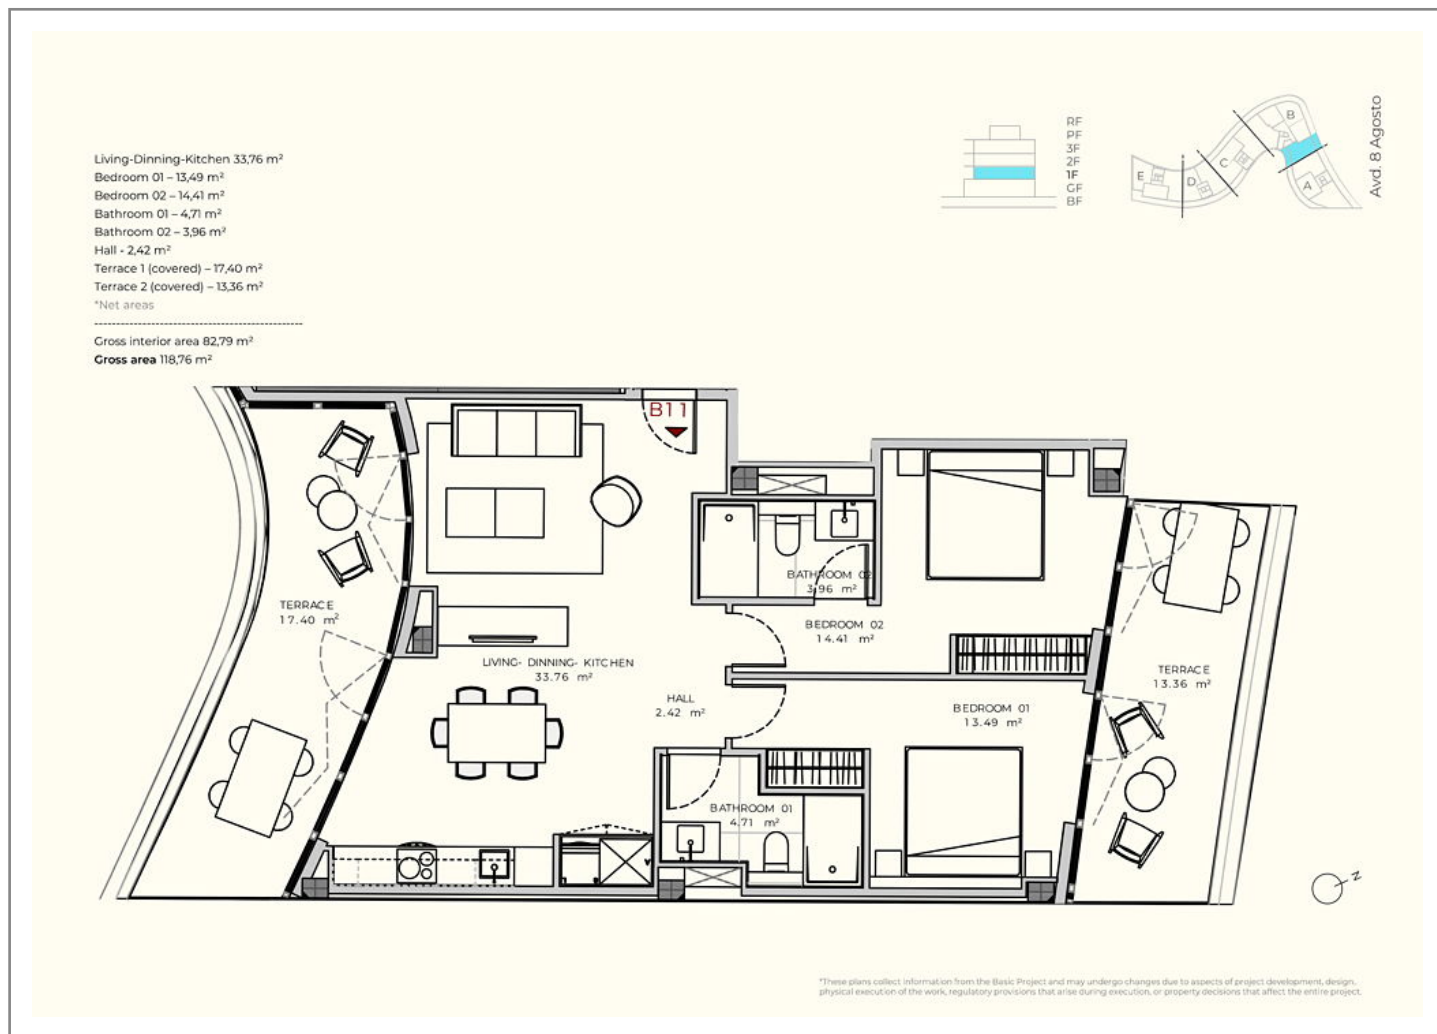 Living-Dinning-Kitchen 33,76 m²
Bedroom 01 – 13,49 m²
Bedroom 02 – 14,41 m²
Bathroom 01 – 4,71 m²
Bathroom 02 – 3,96 m²
Hall - 2,42 m²
Terrace 1 (covered) – 17,40 m²
Terrace 2 (covered) – 13,36 m²
*Net areas
Gross interior area 82,79 m²
Gross area 118,76 m²
RF
PF
3F
2F
1F
GF
BF
B
C
E
D
A
Avd. 8 Agosto
B11
BATHROOM 02
3.96 m²
TERRACE
17.40 m²
BEDROOM 02
14.41 m²
LIVING- DINNING- KITCHEN
33.76 m²
TERRACE
13.36 m²
HALL
2.42 m²
BEDROOM 01
13.49 m²
BATHROOM 01
4.71 m²
N
*These plans collect information from the Basic Project and may undergo changes due to aspects of project development, design,
physical execution of the work, regulatory provisions that arise during execution, or property decisions that affect the entire project.